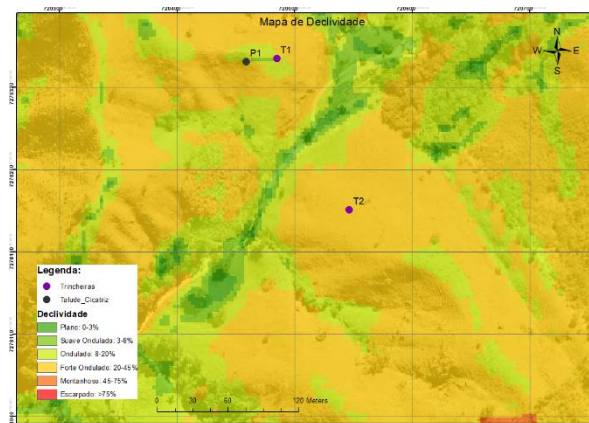 Mapa de Declividade
N
W E
S
P1
T1
T2
Legenda:
Trincheiras
Talude_Cicatriz
Declividade
Plano: 0-3%
Suave Ondulado: 3-8%
Ondulado: 8-20%
Forte Ondulado: 20-45%
Montanhoso: 45-75%
Escarpado: >75%
0 30 60 120 Meters